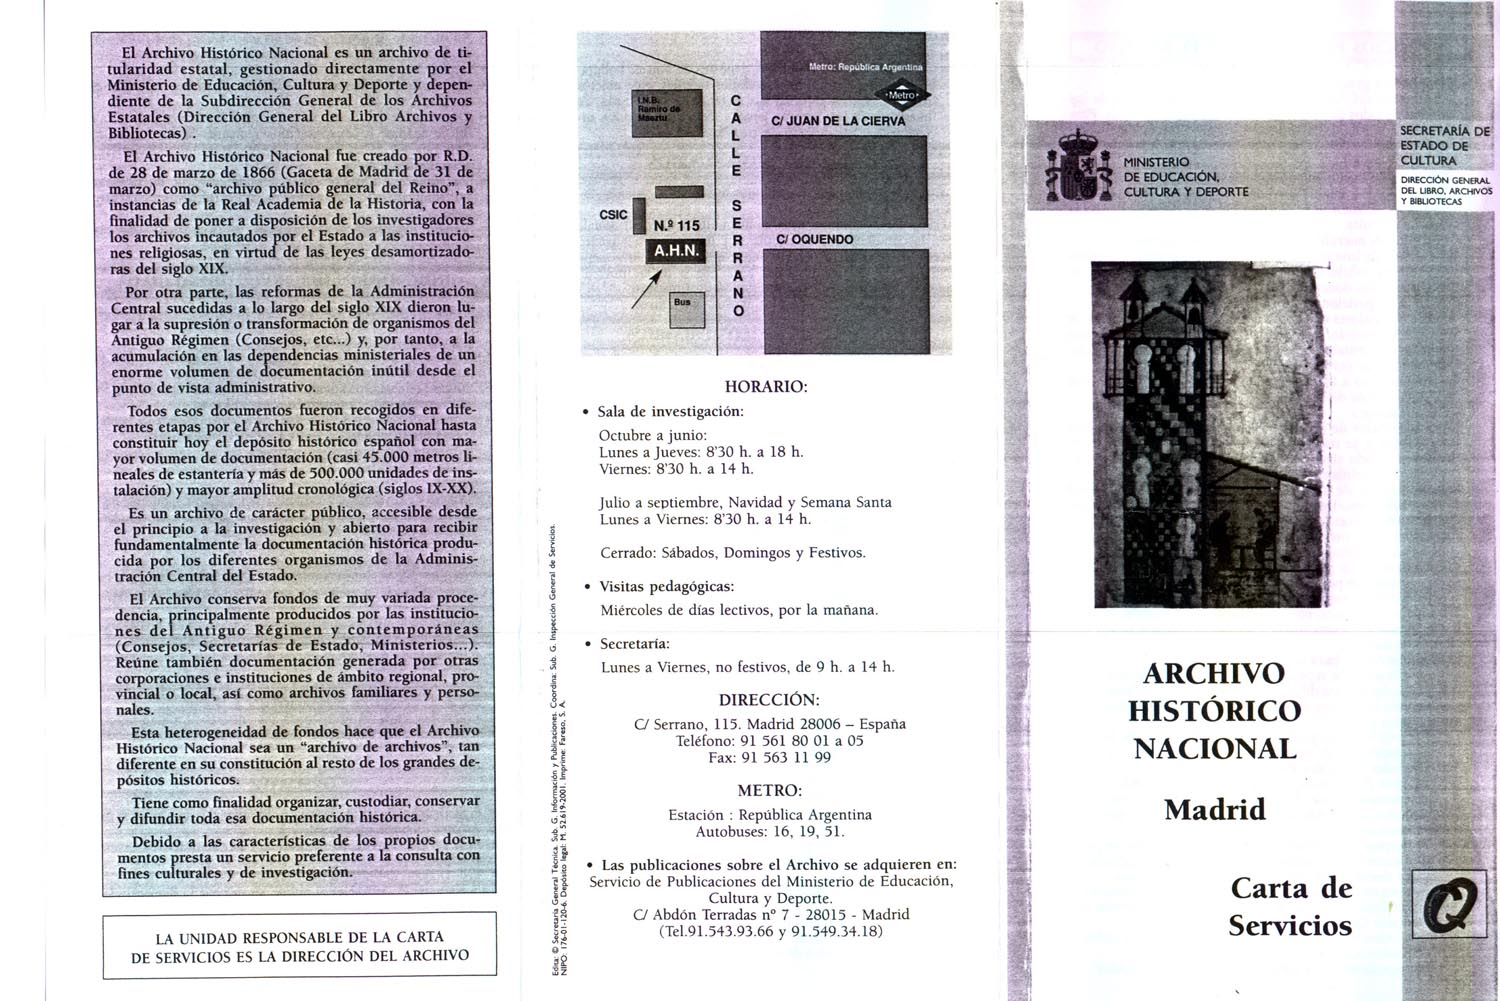 El Archivo Histórico Nacional es un archivo de ti-
tularidad estatal, gestionado directamente por el
Ministerio de Educación, Cultura y Deporte y depen-
diente de la Subdirección General de los Archivos
Estatales (Dirección General del Libro Archivos y
Bibliotecas) .
El Archivo Histórico Nacional fue creado por R.D.
de 28 de marzo de 1866 (Gaceta de Madrid de 31 de
marzo) como “archivo público general del Reino”, a
instancias de la Real Academia de la Historia, con la
finalidad de poner a disposición de los investigadores
los archivos incautados por el Estado a las institucio-
nes religiosas, en virtud de las leyes desamortizado-
ras del siglo XIX.
Por otra parte, las reformas de la Administración
Central sucedidas a lo largo del siglo XIX dieron lu-
gar a la supresión o transformación de organismos del
Antiguo Régimen (Consejos, etc...) y, por tanto, a la
acumulación en las dependencias ministeriales de un
enorme volumen de documentación inútil desde el
punto de vista administrativo.
Todos esos documentos fueron recogidos en dife-
rentes etapas por el Archivo Histórico Nacional hasta
constituir hoy el depósito histórico español con ma-
yor volumen de documentación (casi 45.000 metros li-
neales de estantería y más de 500.000 unidades de ins-
talación) y mayor amplitud cronológica (siglos IX-XX).
Es un archivo de carácter público, accesible desde
el principio a la investigación y abierto para recibir
fundamentalmente la documentación histórica produ-
cida por los diferentes organismos de la Adminis-
tración Central del Estado.
El Archivo conserva fondos de muy variada proce-
dencia, principalmente producidos por las institucio-
nes del Antiguo Régimen y contemporáneas
(Consejos, Secretarías de Estado, Ministerios...).
Reúne también documentación generada por otras
corporaciones e instituciones de ámbito regional, pro-
vincial o local, así como archivos familiares y perso-
nales.
Esta heterogeneidad de fondos hace que el Archivo
Histórico Nacional sea un “archivo de archivos”, tan
diferente en su constitución al resto de los grandes de-
pósitos históricos.
Tiene como finalidad organizar, custodiar, conservar
y difundir toda esa documentación histórica.
Debido a las características de los propios docu-
mentos presta un servicio preferente a la consulta con
fines culturales y de investigación.
LA UNIDAD RESPONSABLE DE LA CARTA
DE SERVICIOS ES LA DIRECCIÓN DEL ARCHIVO
Metro: República Argentina
Metro
I.N.B.
Ramiro de
Maeztu
CALLE SERRANO
C/ JUAN DE LA CIERVA
CSIC
N.º 115
A.H.N.
C/ OQUENDO
Bus
HORARIO:
• Sala de investigación:
Octubre a junio:
Lunes a Jueves: 8'30 h. a 18 h.
Viernes: 8'30 h. a 14 h.
Julio a septiembre, Navidad y Semana Santa
Lunes a Viernes: 8'30 h. a 14 h.
Cerrado: Sábados, Domingos y Festivos.
• Visitas pedagógicas:
Miércoles de días lectivos, por la mañana.
• Secretaría:
Lunes a Viernes, no festivos, de 9 h. a 14 h.
DIRECCIÓN:
C/ Serrano, 115. Madrid 28006 – España
Teléfono: 91 561 80 01 a 05
Fax: 91 563 11 99
METRO:
Estación : República Argentina
Autobuses: 16, 19, 51.
• Las publicaciones sobre el Archivo se adquieren en:
Servicio de Publicaciones del Ministerio de Educación,
Cultura y Deporte.
C/ Abdón Terradas nº 7 - 28015 - Madrid
(Tel.91.543.93.66 y 91.549.34.18)
Edita: © Secretaría General Técnica. Sub. G. Información y Publicaciones. Coordina: Sub. G. Inspección General de Servicios.
NIPO: 176-01-120-6. Depósito legal: M. 52.619-2001. Imprime: Fareso, S. A.
MINISTERIO
DE EDUCACIÓN,
CULTURA Y DEPORTE
SECRETARÍA DE
ESTADO DE
CULTURA
DIRECCIÓN GENERAL
DEL LIBRO, ARCHIVOS
Y BIBLIOTECAS
ARCHIVO
HISTÓRICO
NACIONAL
Madrid
Carta de
Servicios